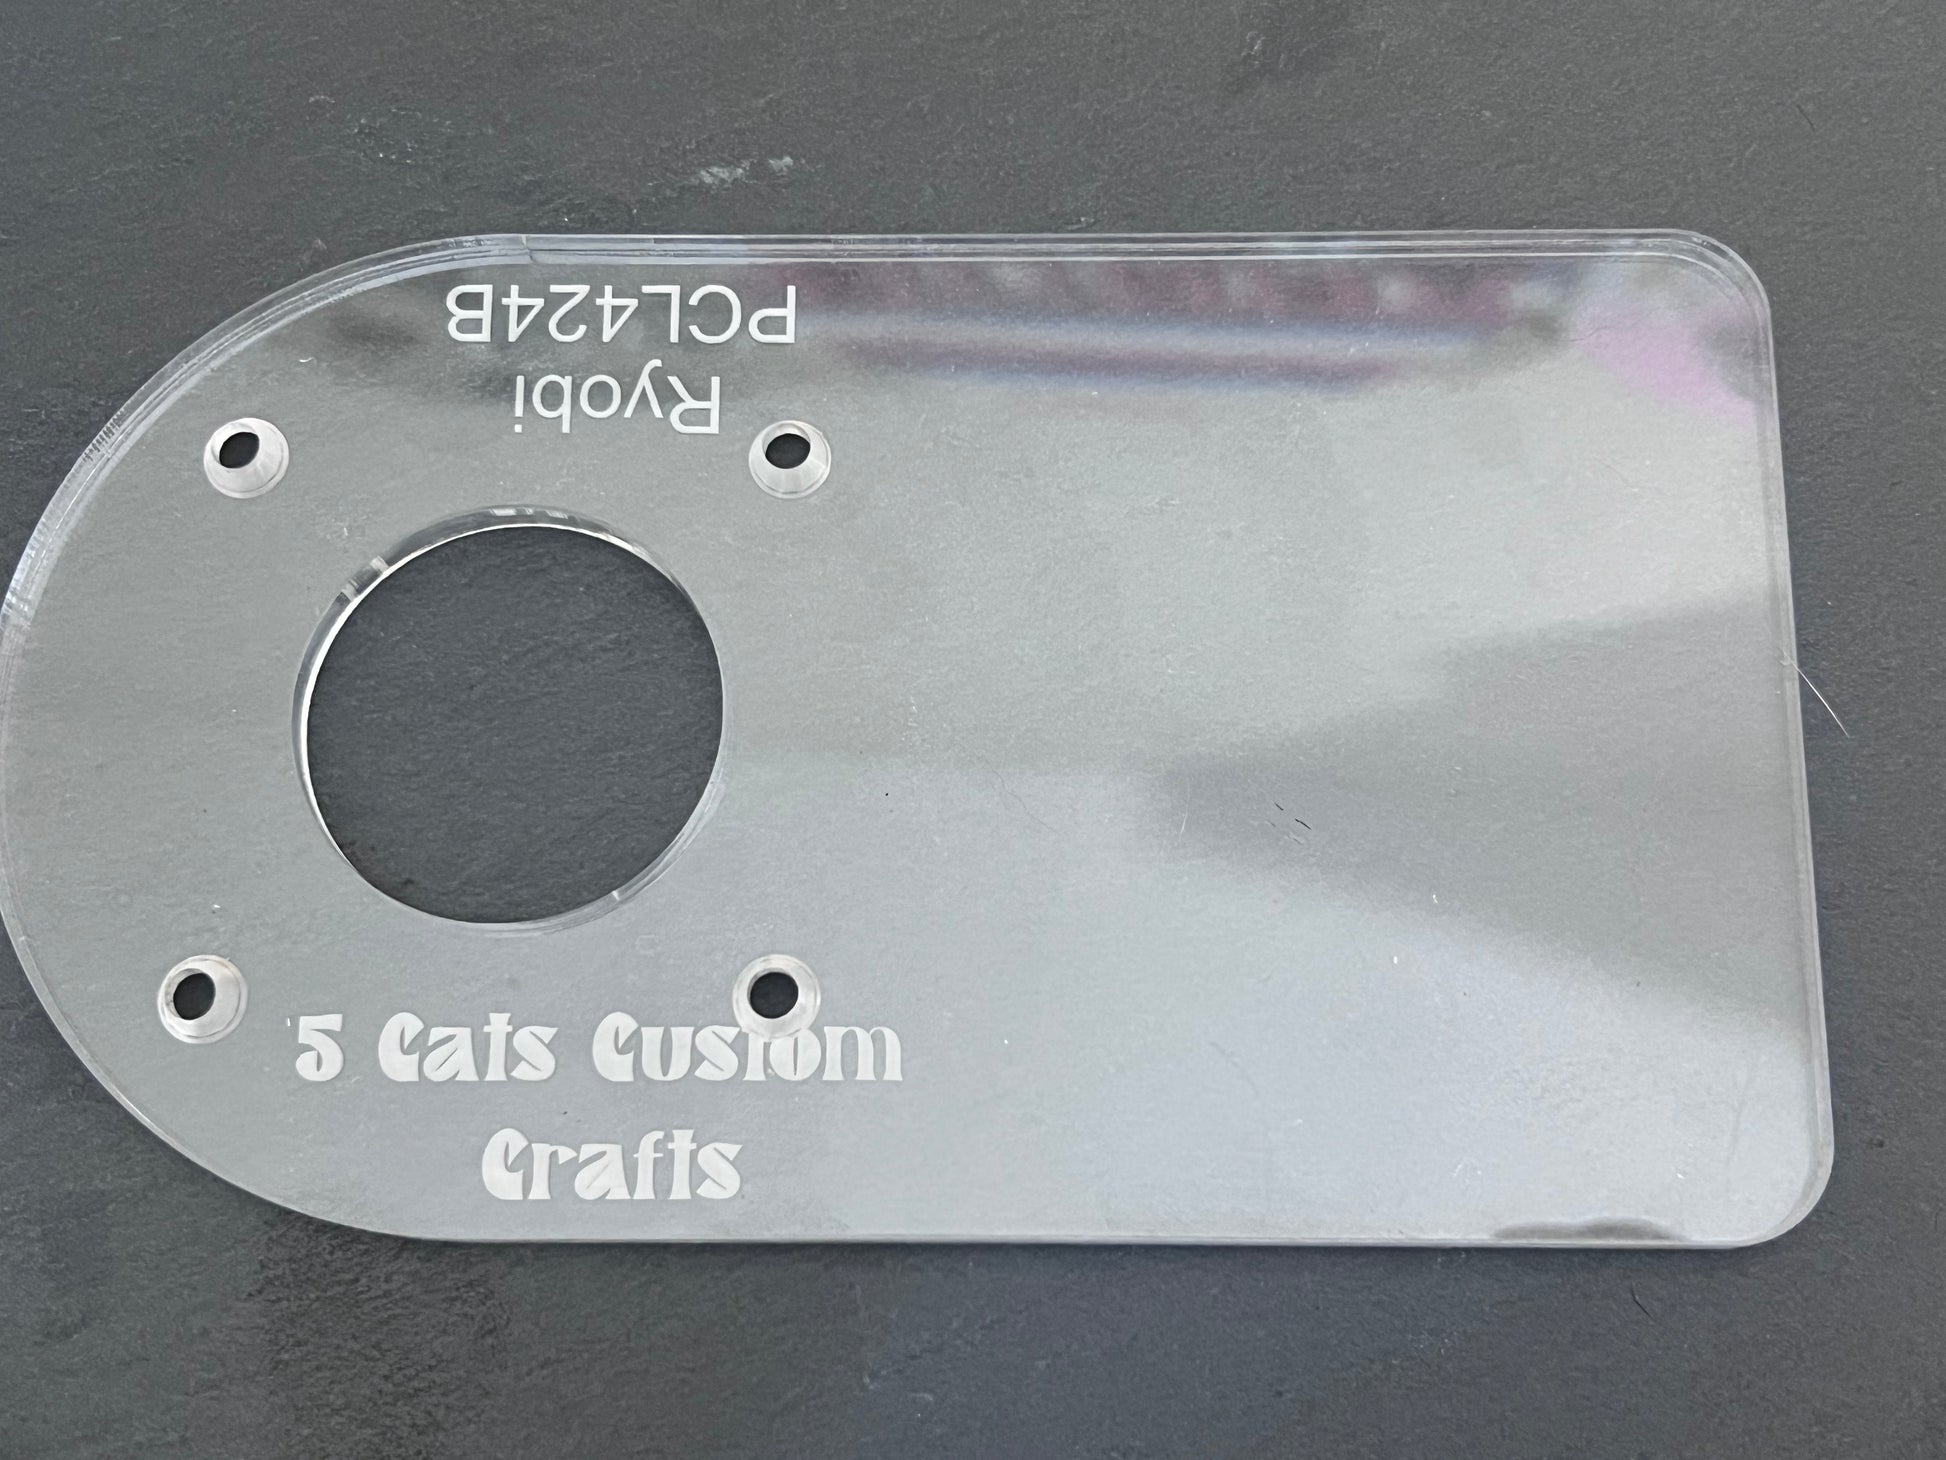 Ryobi
PCL424B
5 Cats Custom
Crafts